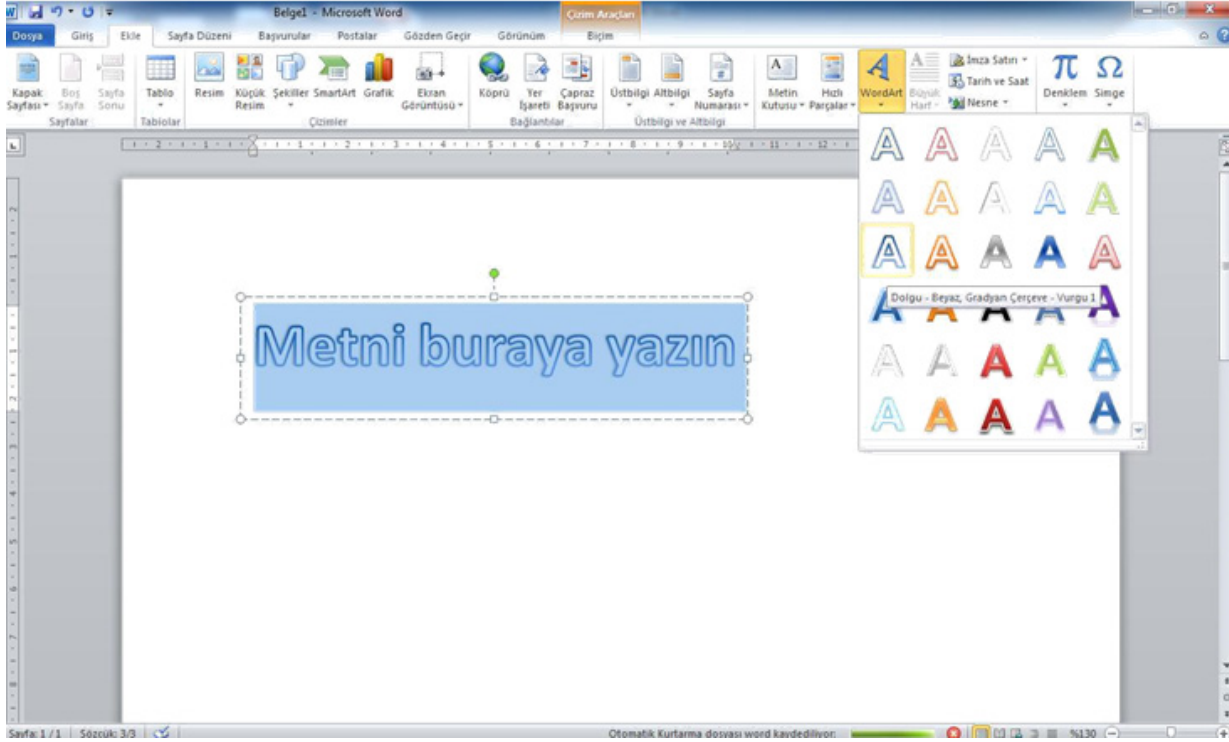 Belge1 - Microsoft Word
Çizim Araçları
Dosya Giriş Ekle Sayfa Düzeni Başvurular Postalar Gözden Geçir Görünüm Biçim
Kapak Sayfası
Boş Sayfa
Sayfa Sonu
Tablo
Resim
Küçük Resim
Şekiller
SmartArt
Grafik
Ekran Görüntüsü
Köprü
Yer İşareti
Çapraz Başvuru
Üstbilgi
Altbilgi
Sayfa Numarası
Metin Kutusu
Hızlı Parçalar
WordArt
Büyük Harf
İmza Satırı
Tarih ve Saat
Nesne
Denklem
Simge
Sayfalar
Tablolar
Çizimler
Bağlantılar
Üstbilgi ve Altbilgi
Dolgu - Beyaz, Gradyan Çerçeve - Vurgu 1
Metni buraya yazın
Sayfa: 1 / 1 Sözcük: 3/3 Otomatik Kurtarma dosyası word kaydediliyor: %130